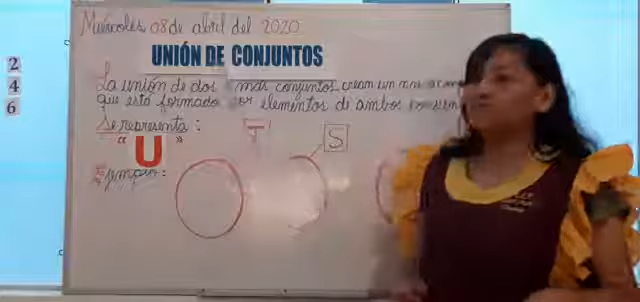 Miércoles 08 de abril del 2020
UNIÓN DE CONJUNTOS
La unión de dos o más conjuntos crean un
que está formado por elementos de ambos
Se representa:
"U"
T
S
Ejemplo:
2
4
6